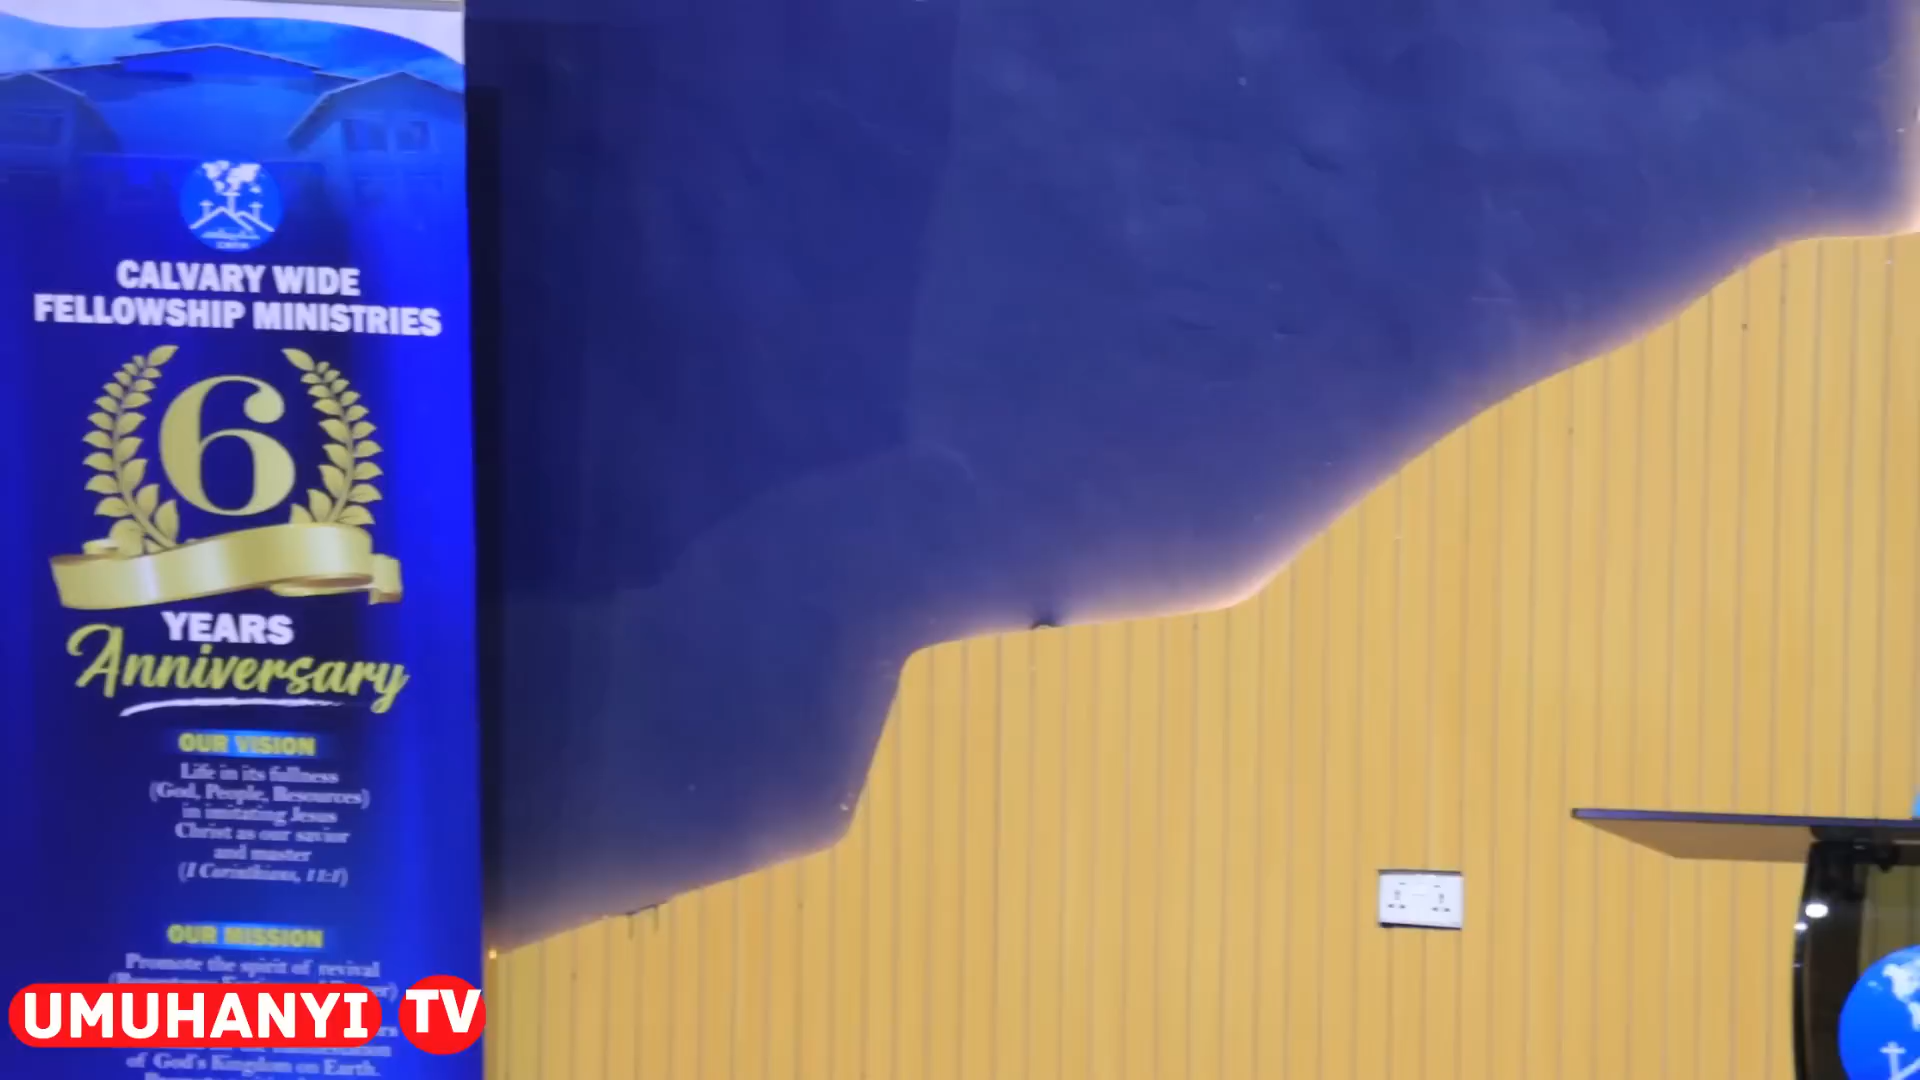 CALVARY WIDE
FELLOWSHIP MINISTRIES
6
YEARS
Anniversary
OUR VISION
Life in its fullness
(God, People, Resources)
in imitating Jesus
Christ as our savior
and master
(I Corinthians, 11:1)
OUR MISSION
Promote the spirit of revival
UMUHANYI TV
of God's Kingdom on Earth.